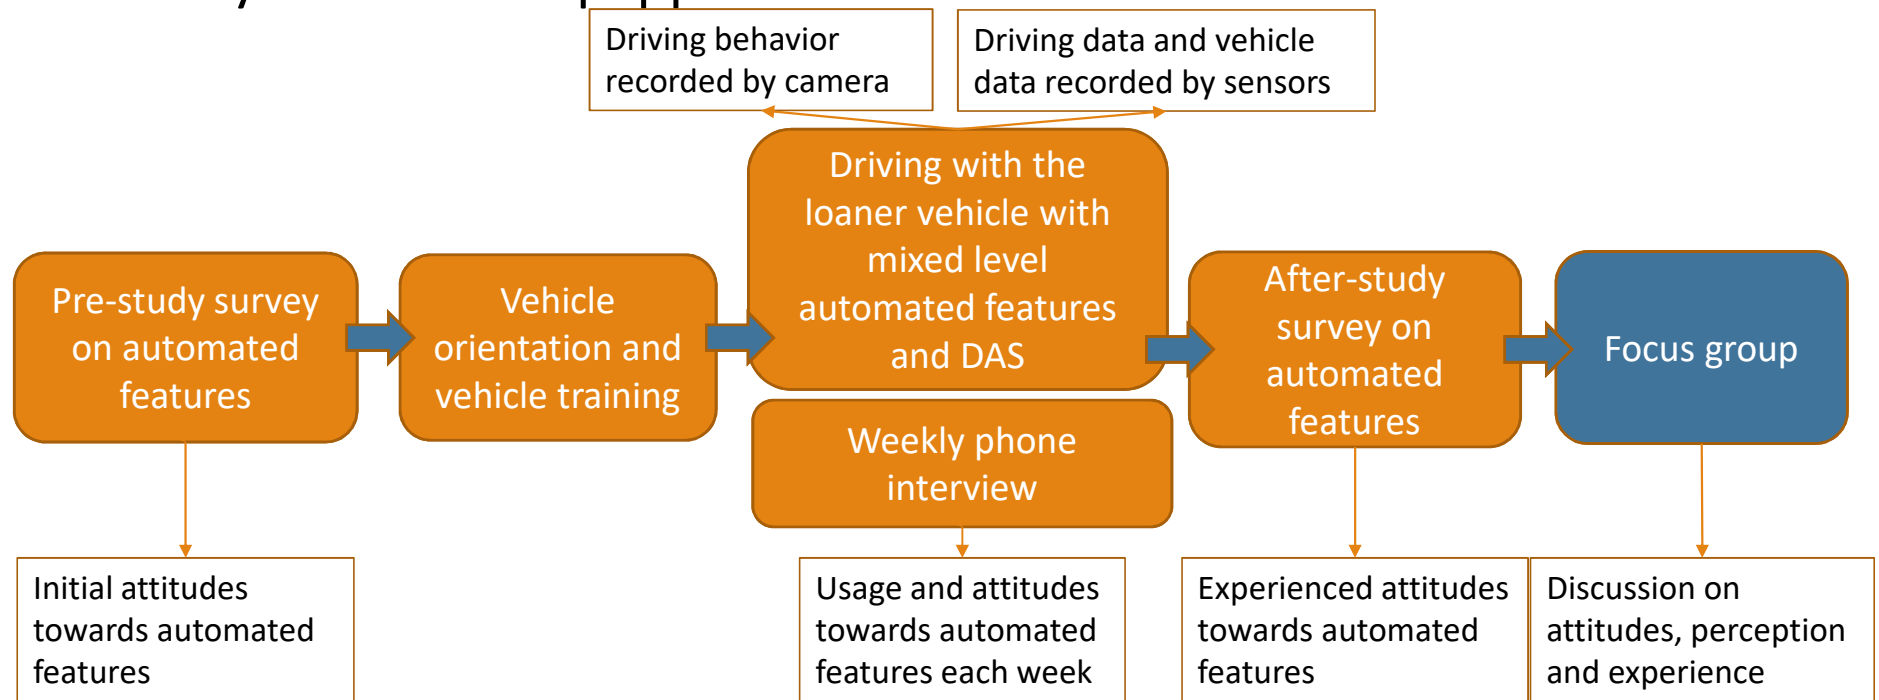 Driving behavior
recorded by camera
Driving data and vehicle
data recorded by sensors
Pre-study survey
on automated
features
Vehicle
orientation and
vehicle training
Driving with the
loaner vehicle with
mixed level
automated features
and DAS
Weekly phone
interview
After-study
survey on
automated
features
Focus group
Initial attitudes
towards automated
features
Usage and attitudes
towards automated
features each week
Experienced attitudes
towards automated
features
Discussion on
attitudes, perception
and experience